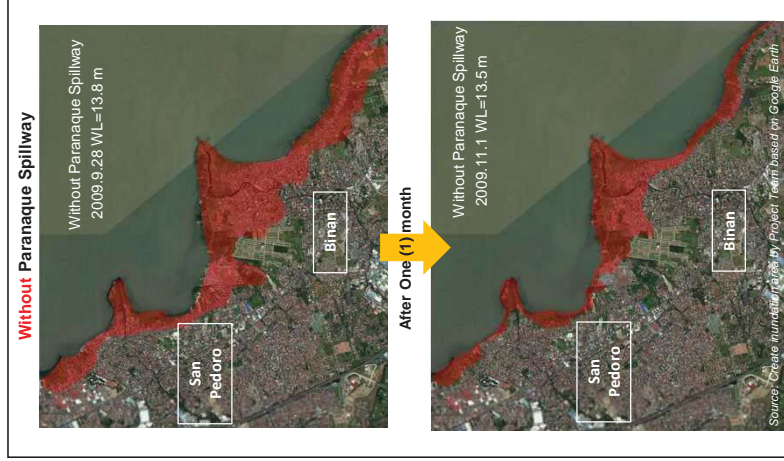 Without Paranaque Spillway
Without Paranaque Spillway
2009.9.28 WL=13.8 m
San
Pedoro
Binan
After One (1) month
Without Paranaque Spillway
2009.11.1 WL=13.5 m
San
Pedoro
Binan
Source: Create inundation area by Project Team based on Google Earth